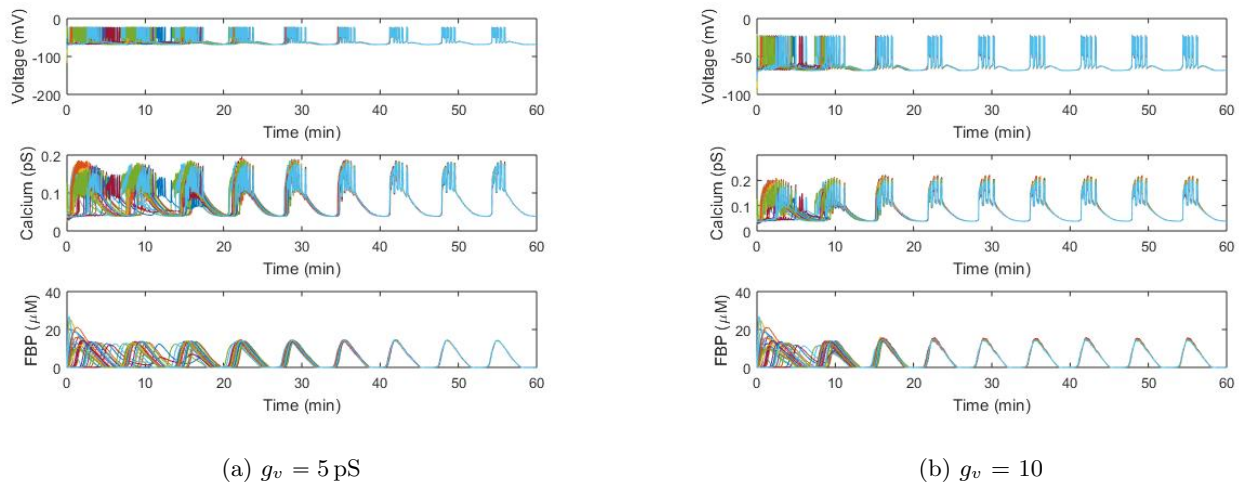 Voltage (mV)
0
-100
-200
0 10 20 30 40 50 60
Time (min)
Calcium (pS)
0.2
0.1
0
0 10 20 30 40 50 60
Time (min)
FBP (μM)
40
20
0
0 10 20 30 40 50 60
Time (min)
(a) g_v = 5 pS
Voltage (mV)
0
-50
-100
0 10 20 30 40 50 60
Time (min)
Calcium (pS)
0.2
0.1
0
0 10 20 30 40 50 60
Time (min)
FBP (μM)
40
20
0
0 10 20 30 40 50 60
Time (min)
(b) g_v = 10